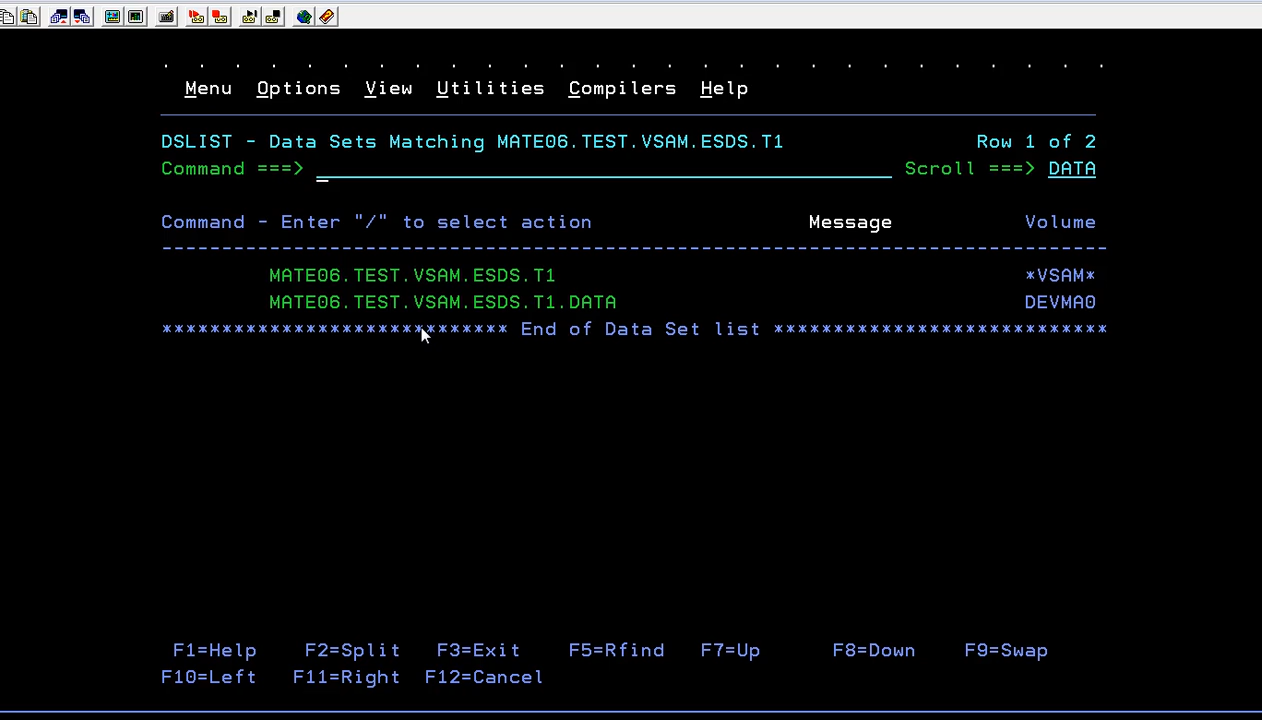 Menu Options View Utilities Compilers Help
DSLIST - Data Sets Matching MATE06.TEST.VSAM.ESDS.T1 Row 1 of 2
Command ===> Scroll ===> DATA
Command - Enter "/" to select action Message Volume
-------------------------------------------------------------------------------
MATE06.TEST.VSAM.ESDS.T1 *VSAM*
MATE06.TEST.VSAM.ESDS.T1.DATA DEVMA0
***************************** End of Data Set list ****************************
F1=Help F2=Split F3=Exit F5=Rfind F7=Up F8=Down F9=Swap
F10=Left F11=Right F12=Cancel